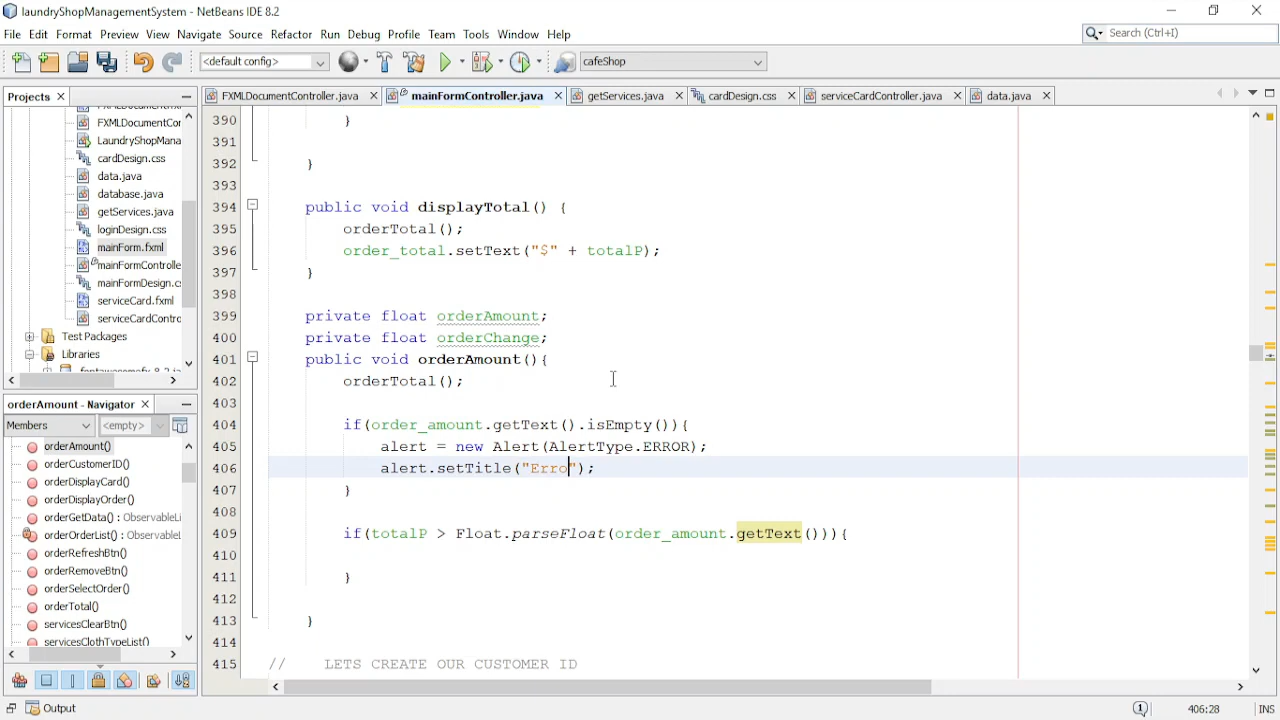 laundryShopManagementSystem - NetBeans IDE 8.2
File Edit Format Preview View Navigate Source Refactor Run Debug Profile Team Tools Window Help
Search (Ctrl+I)
<default config>
cafeShop
Projects
FXMLDocumentController.java
mainFormController.java
getServices.java
cardDesign.css
serviceCardController.java
data.java
FXMLDocumentCor
LaundryShopMana
cardDesign.css
data.java
database.java
getServices.java
loginDesign.css
mainForm.fxml
mainFormControlle
mainFormDesign.cs
serviceCard.fxml
serviceCardContro
Test Packages
Libraries
orderAmount - Navigator
Members
<empty>
orderAmount()
orderCustomerID()
orderDisplayCard()
orderDisplayOrder()
orderGetData() : ObservableLi
orderOrderList() : Observable
orderRefreshBtn()
orderRemoveBtn()
orderSelectOrder()
orderTotal()
servicesClearBtn()
servicesClothTypeList()
Output
390 }
391
392 }
393
394 public void displayTotal() {
395 orderTotal();
396 order_total.setText("$" + totalP);
397 }
398
399 private float orderAmount;
400 private float orderChange;
401 public void orderAmount(){
402 orderTotal();
403
404 if(order_amount.getText().isEmpty()){
405 alert = new Alert(AlertType.ERROR);
406 alert.setTitle("Erro");
407 }
408
409 if(totalP > Float.parseFloat(order_amount.getText())){
410
411 }
412
413 }
414
415 // LETS CREATE OUR CUSTOMER ID
406:28
INS